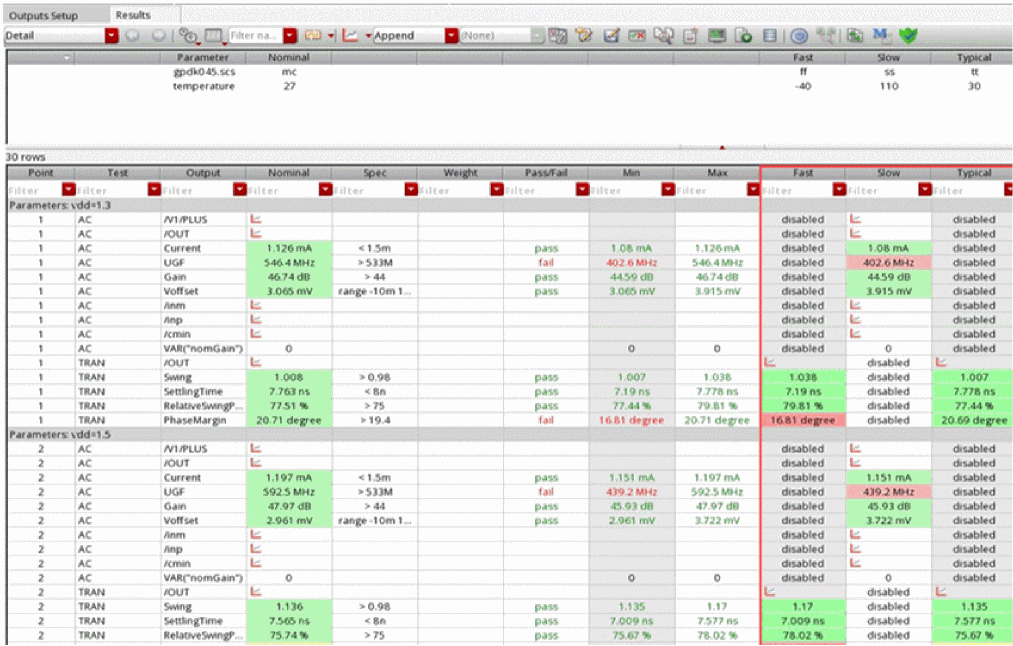 Outputs Setup Results
Detail Filter na... Append (None)
Parameter Nominal Fast Slow Typical
gpdk045.scs mc ff ss tt
temperature 27 -40 110 30
30 rows
Point Test Output Nominal Spec Weight Pass/Fail Min Max Fast Slow Typical
Filter Filter Filter Filter Filter Filter Filter Filter Filter Filter Filter Filter
Parameters: vdd=1.3
1 AC /V1/PLUS disabled disabled
1 AC /OUT disabled disabled
1 AC Current 1.126 mA < 1.5m pass 1.08 mA 1.126 mA disabled 1.08 mA disabled
1 AC UGF 546.4 MHz > 533M fail 402.6 MHz 546.4 MHz disabled 402.6 MHz disabled
1 AC Gain 46.74 dB > 44 pass 44.59 dB 46.74 dB disabled 44.59 dB disabled
1 AC Voffset 3.065 mV range -10m 1... pass 3.065 mV 3.915 mV disabled 3.915 mV disabled
1 AC /inm disabled disabled
1 AC /inp disabled disabled
1 AC /cmin disabled disabled
1 AC VAR("nomGain") 0 0 0 disabled 0 disabled
1 TRAN /OUT disabled
1 TRAN Swing 1.008 > 0.98 pass 1.007 1.038 1.038 disabled 1.007
1 TRAN SettlingTime 7.763 ns < 8n pass 7.19 ns 7.778 ns 7.19 ns disabled 7.778 ns
1 TRAN RelativeSwingP... 77.51 % > 75 pass 77.44 % 79.81 % 79.81 % disabled 77.44 %
1 TRAN PhaseMargin 20.71 degree > 19.4 fail 16.81 degree 20.71 degree 16.81 degree disabled 20.69 degree
Parameters: vdd=1.5
2 AC /V1/PLUS disabled disabled
2 AC /OUT disabled disabled
2 AC Current 1.197 mA < 1.5m pass 1.151 mA 1.197 mA disabled 1.151 mA disabled
2 AC UGF 592.5 MHz > 533M fail 439.2 MHz 592.5 MHz disabled 439.2 MHz disabled
2 AC Gain 47.97 dB > 44 pass 45.93 dB 47.97 dB disabled 45.93 dB disabled
2 AC Voffset 2.961 mV range -10m 1... pass 2.961 mV 3.722 mV disabled 3.722 mV disabled
2 AC /inm disabled disabled
2 AC /inp disabled disabled
2 AC /cmin disabled disabled
2 AC VAR("nomGain") 0 0 0 disabled 0 disabled
2 TRAN /OUT disabled
2 TRAN Swing 1.136 > 0.98 pass 1.135 1.17 1.17 disabled 1.135
2 TRAN SettlingTime 7.565 ns < 8n pass 7.009 ns 7.577 ns 7.009 ns disabled 7.577 ns
2 TRAN RelativeSwingP... 75.74 % > 75 pass 75.67 % 78.02 % 78.02 % disabled 75.67 %